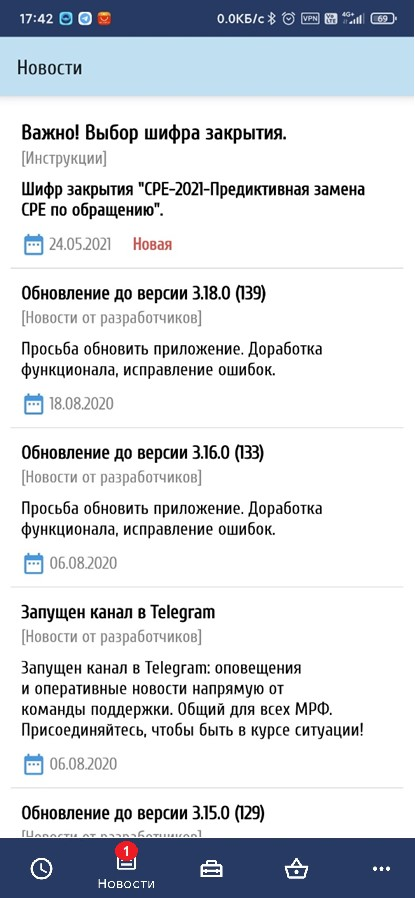 17:42
0.0КБ/с
VPN
4G+
69
Новости
Важно! Выбор шифра закрытия.
[Инструкции]
Шифр закрытия "CPE-2021-Предиктивная замена
CPE по обращению".
24.05.2021 Новая
Обновление до версии 3.18.0 (139)
[Новости от разработчиков]
Просьба обновить приложение. Доработка
функционала, исправление ошибок.
18.08.2020
Обновление до версии 3.16.0 (133)
[Новости от разработчиков]
Просьба обновить приложение. Доработка
функционала, исправление ошибок.
06.08.2020
Запущен канал в Telegram
[Новости от разработчиков]
Запущен канал в Telegram: оповещения
и оперативные новости напрямую от
команды поддержки. Общий для всех МРФ.
Присоединяйтесь, чтобы быть в курсе ситуации!
06.08.2020
Обновление до версии 3.15.0 (129)
[Новости от разработчиков]
1
Новости